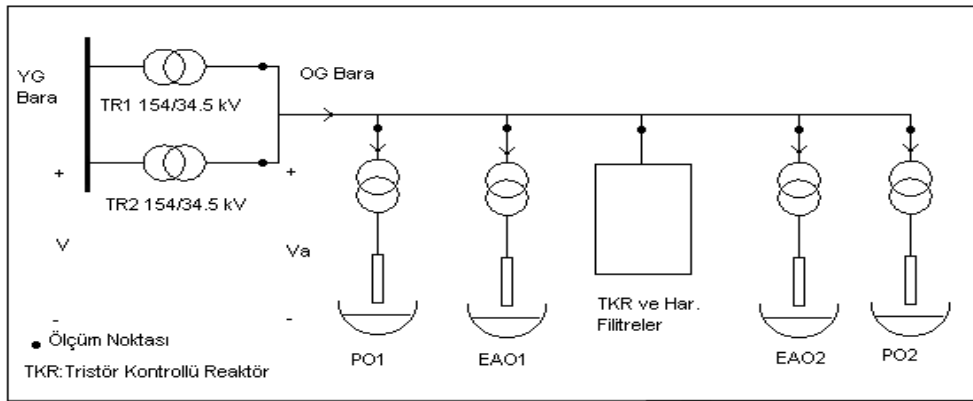 YG
Bara
OG Bara
TR1 154/34.5 kV
TR2 154/34.5 kV
+
+
V
Va
-
-
TKR ve Har.
Filitreler
PO1
EAO1
EAO2
PO2
Ölçüm Noktası
TKR:Tristör Kontrollü Reaktör